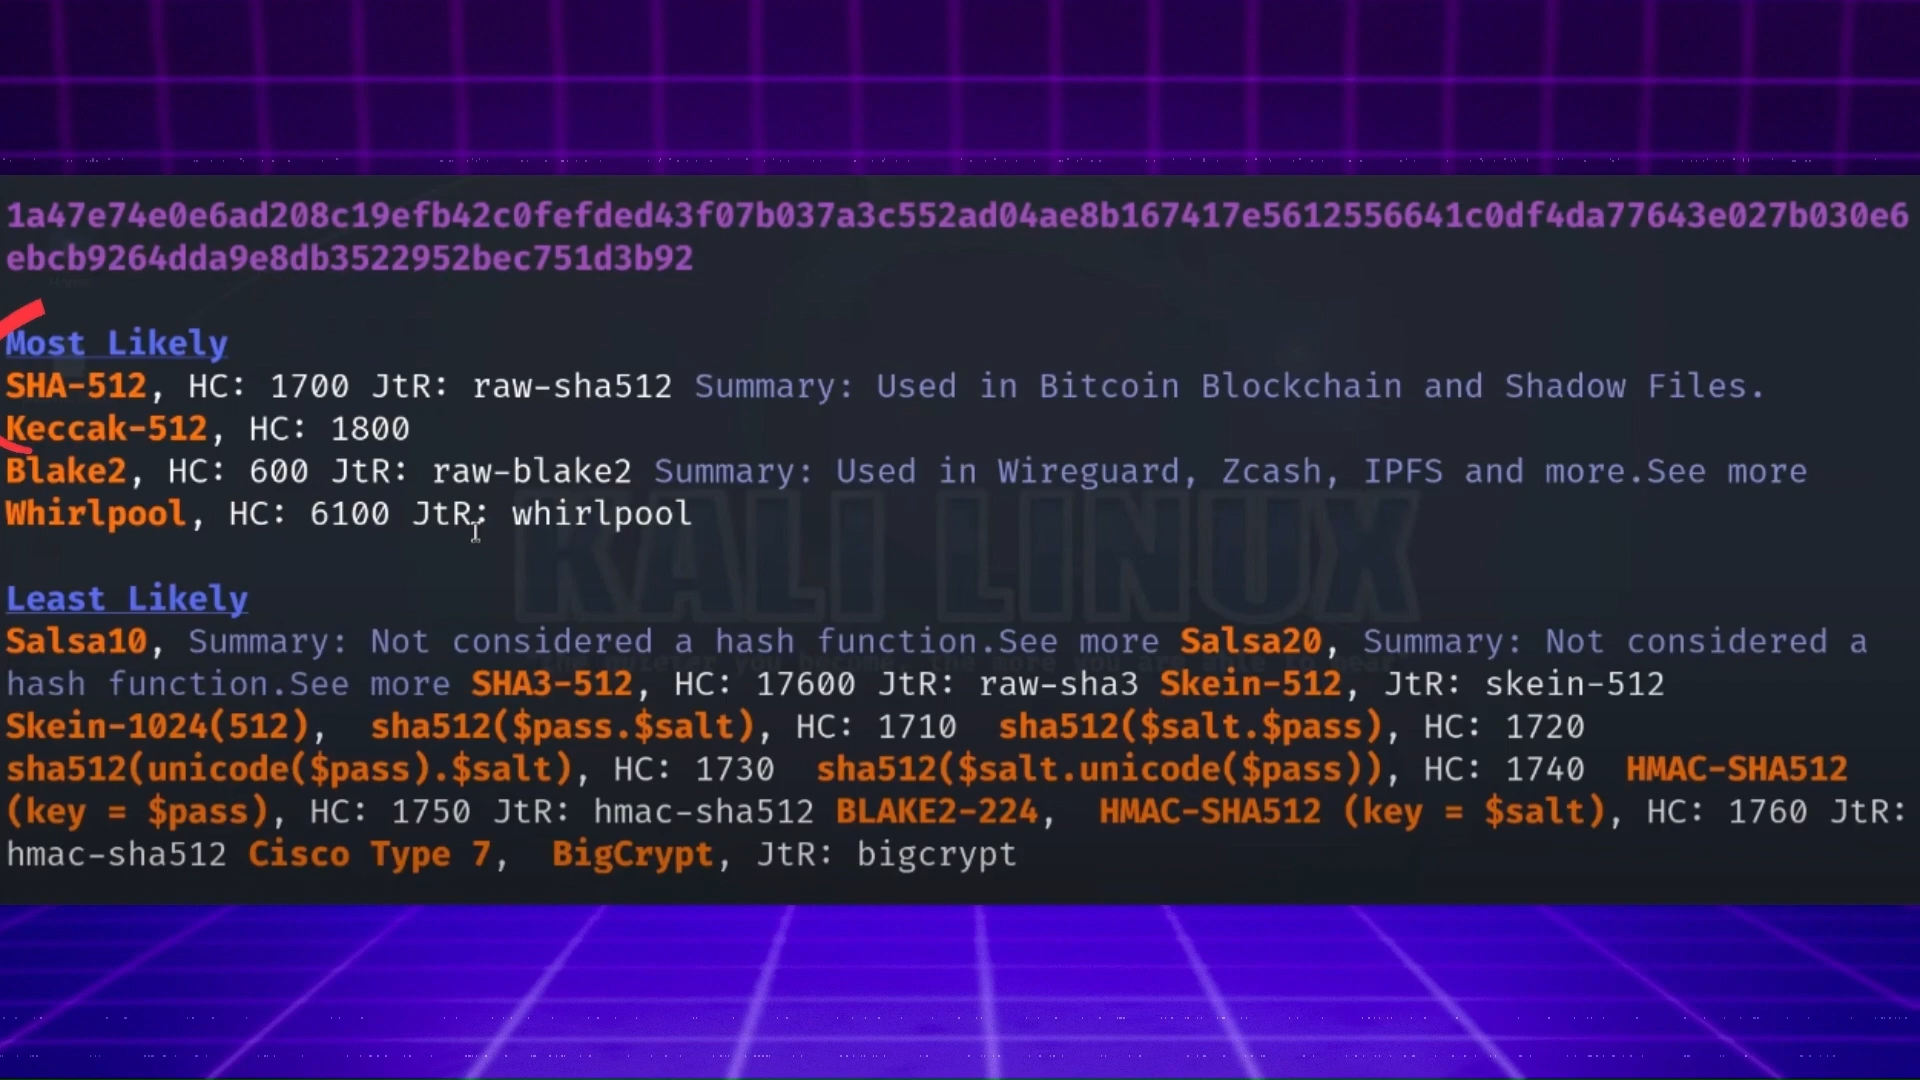 1a47e74e0e6ad208c19efb42c0fefded43f07b037a3c552ad04ae8b167417e5612556641c0df4da77643e027b030e6
ebcb9264dda9e8db3522952bec751d3b92
Most Likely
SHA-512, HC: 1700 JtR: raw-sha512 Summary: Used in Bitcoin Blockchain and Shadow Files.
Keccak-512, HC: 1800
Blake2, HC: 600 JtR: raw-blake2 Summary: Used in Wireguard, Zcash, IPFS and more.See more
Whirlpool, HC: 6100 JtR: whirlpool
KALI LINUX
Least Likely
Salsa10, Summary: Not considered a hash function.See more Salsa20, Summary: Not considered a
hash function.See more SHA3-512, HC: 17600 JtR: raw-sha3 Skein-512, JtR: skein-512
Skein-1024(512), sha512($pass.$salt), HC: 1710 sha512($salt.$pass), HC: 1720
sha512(unicode($pass).$salt), HC: 1730 sha512($salt.unicode($pass)), HC: 1740 HMAC-SHA512
(key = $pass), HC: 1750 JtR: hmac-sha512 BLAKE2-224, HMAC-SHA512 (key = $salt), HC: 1760 JtR:
hmac-sha512 Cisco Type 7, BigCrypt, JtR: bigcrypt